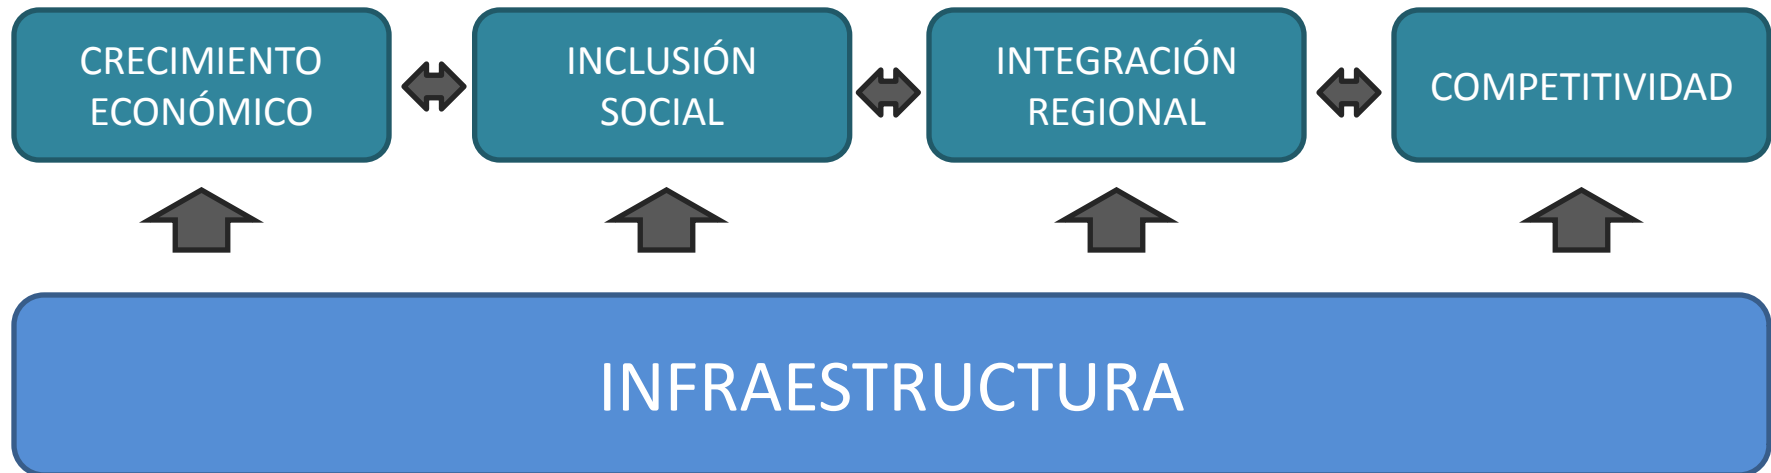 CRECIMIENTO
ECONÓMICO
INCLUSIÓN
SOCIAL
INTEGRACIÓN
REGIONAL
COMPETITIVIDAD
INFRAESTRUCTURA